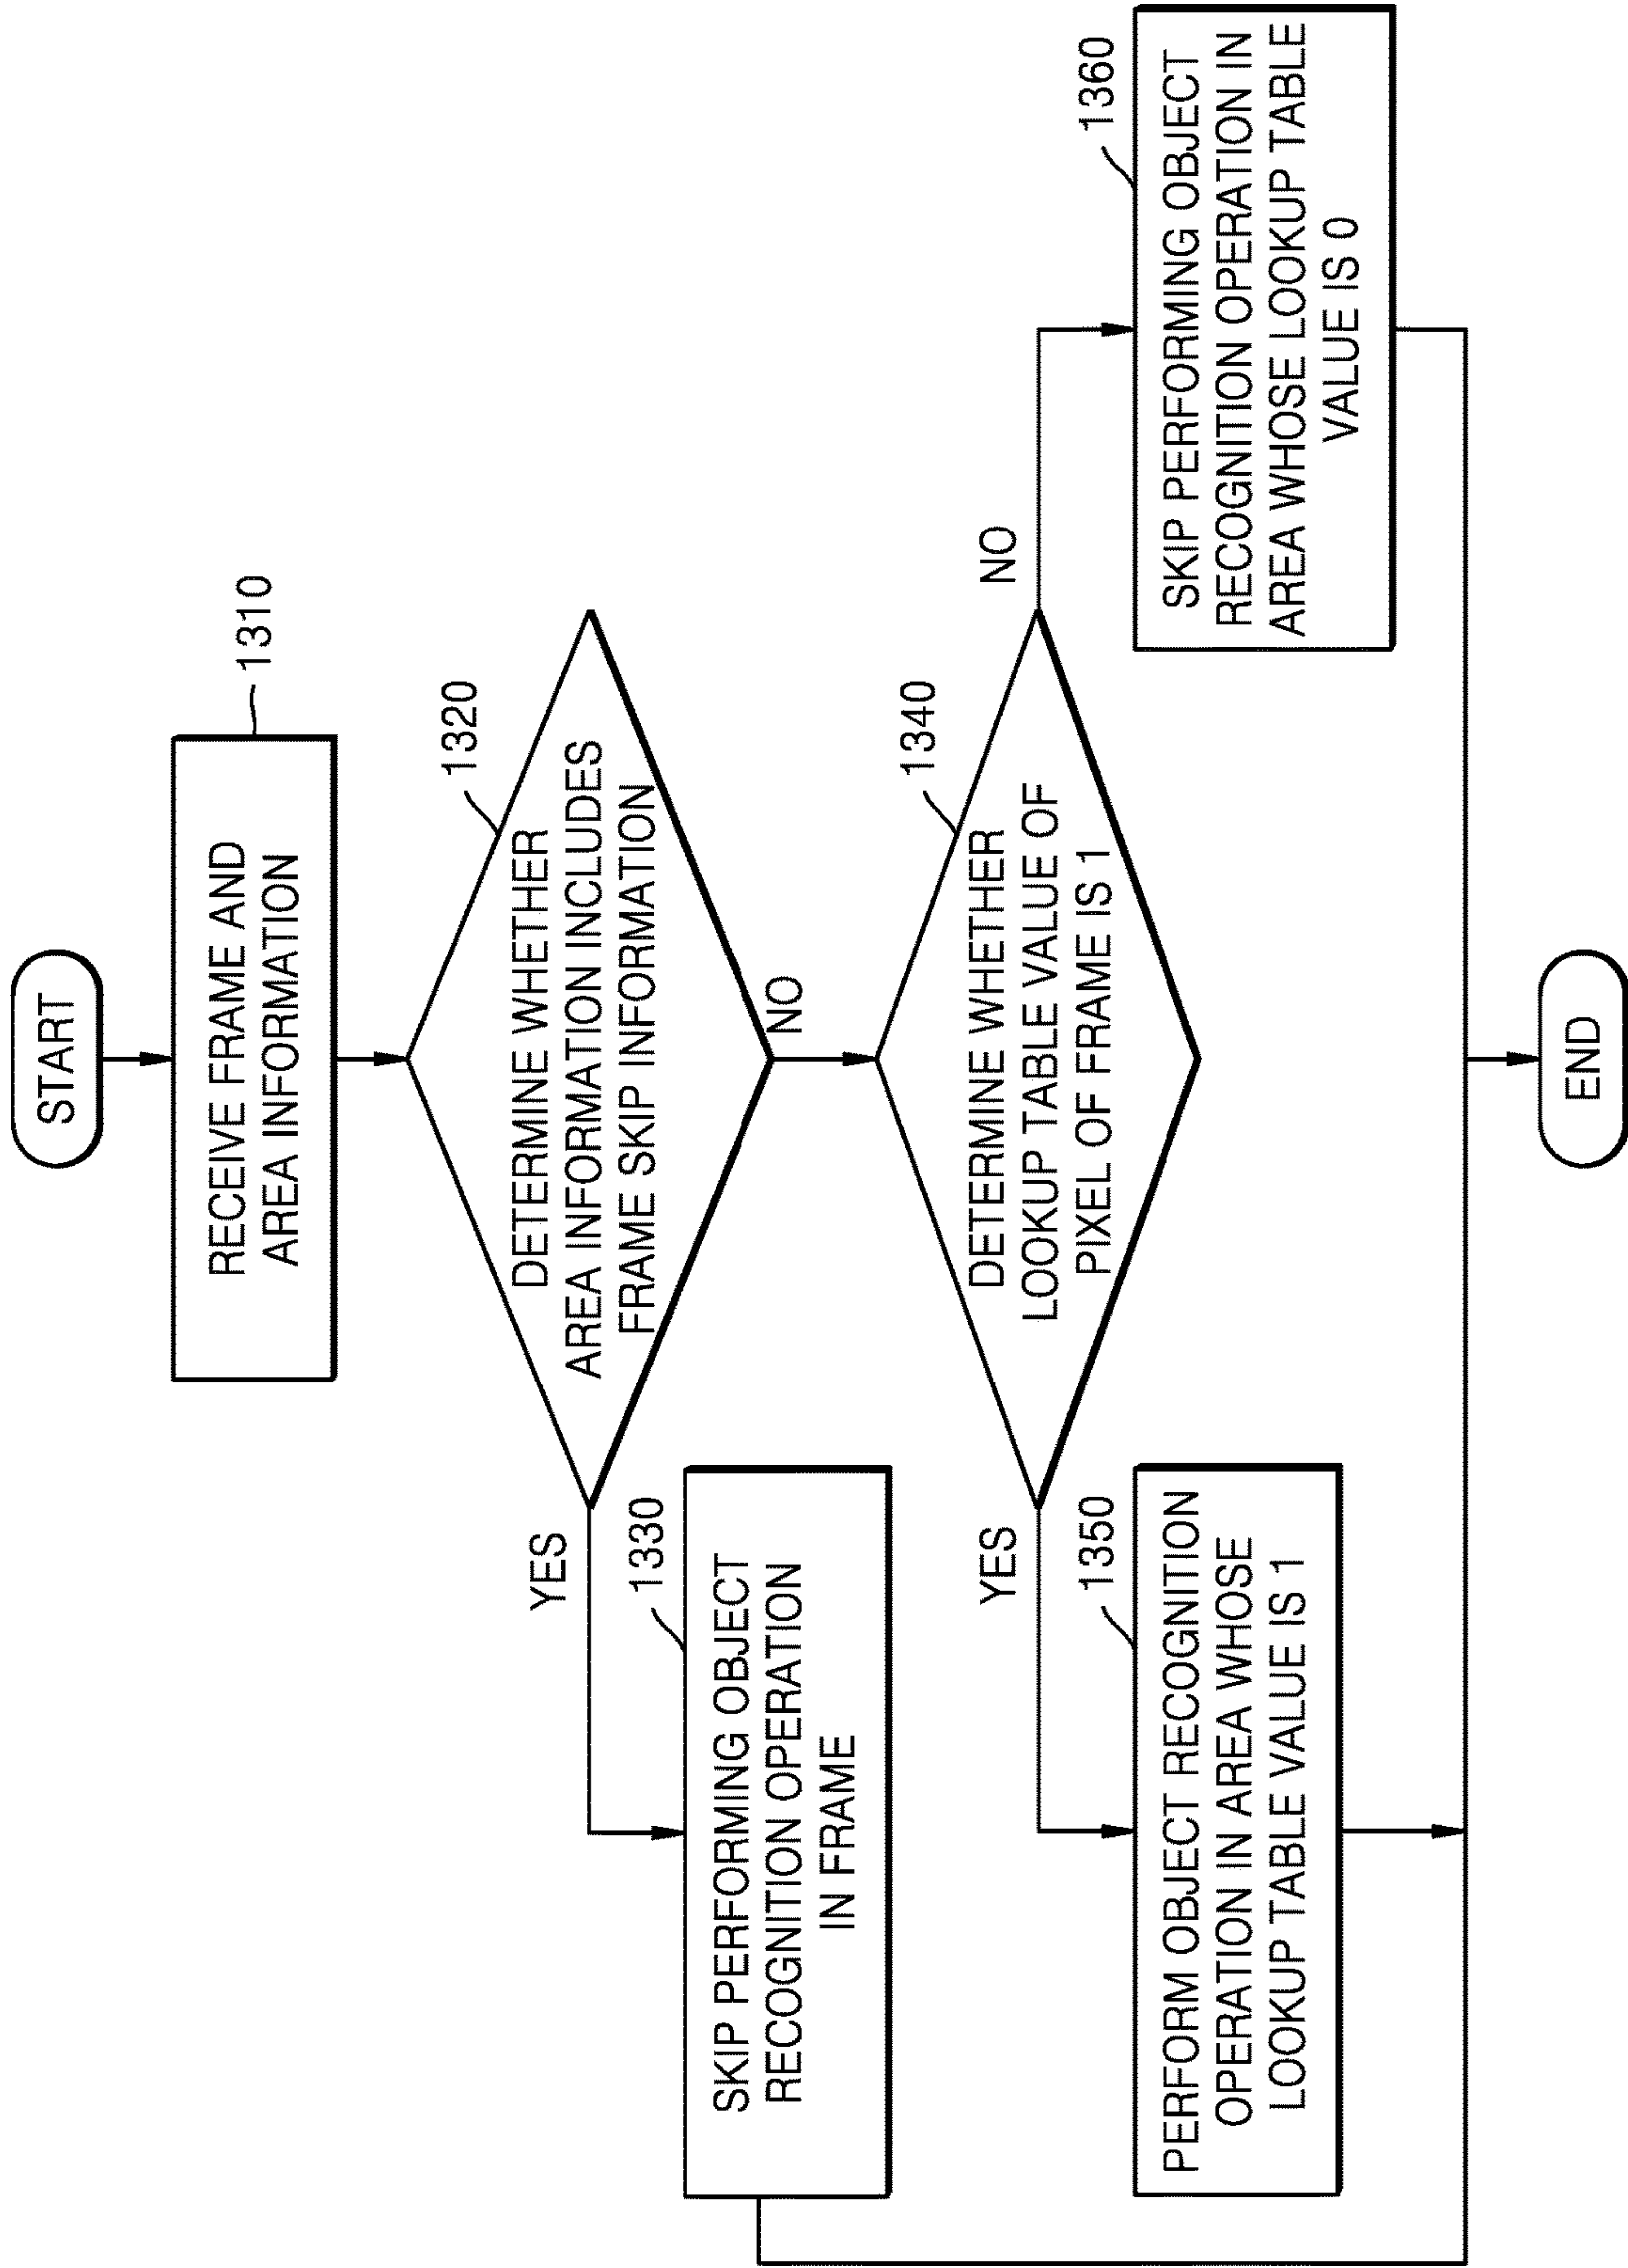 START
RECEIVE FRAME AND
AREA INFORMATION
1310
DETERMINE WHETHER
AREA INFORMATION INCLUDES
FRAME SKIP INFORMATION
1320
YES
NO
SKIP PERFORMING OBJECT
RECOGNITION OPERATION
IN FRAME
1330
DETERMINE WHETHER
LOOKUP TABLE VALUE OF
PIXEL OF FRAME IS 1
1340
YES
NO
PERFORM OBJECT RECOGNITION
OPERATION IN AREA WHOSE
LOOKUP TABLE VALUE IS 1
1350
SKIP PERFORMING OBJECT
RECOGNITION OPERATION IN
AREA WHOSE LOOKUP TABLE
VALUE IS 0
1360
END